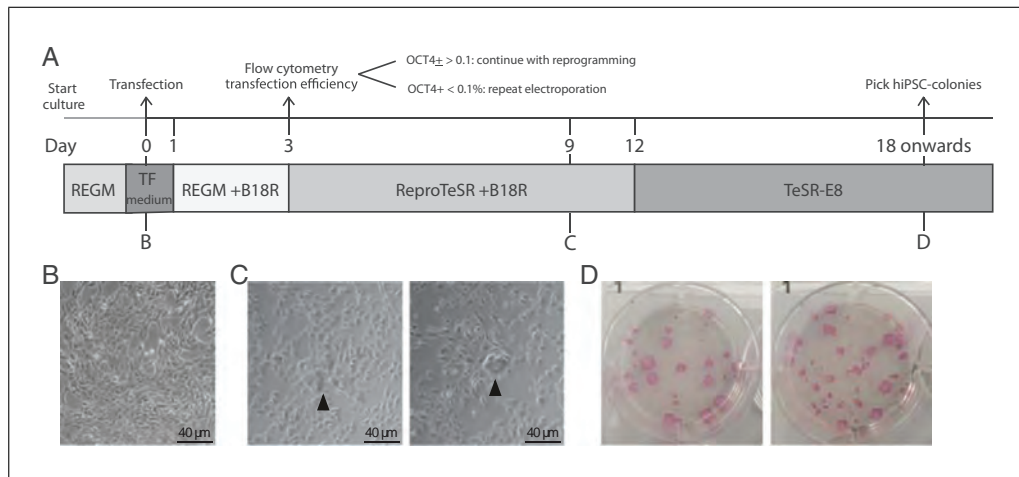 A
Start
culture
Transfection
Flow cytometry
transfection efficiency
OCT4+ > 0.1: continue with reprogramming
OCT4+ < 0.1%: repeat electroporation
Pick hiPSC-colonies
Day 0 1 3 9 12 18 onwards
REGM TF medium REGM +B18R ReproTeSR +B18R TeSR-E8
B C D
B C D
1 1
40 µm 40 µm 40 µm